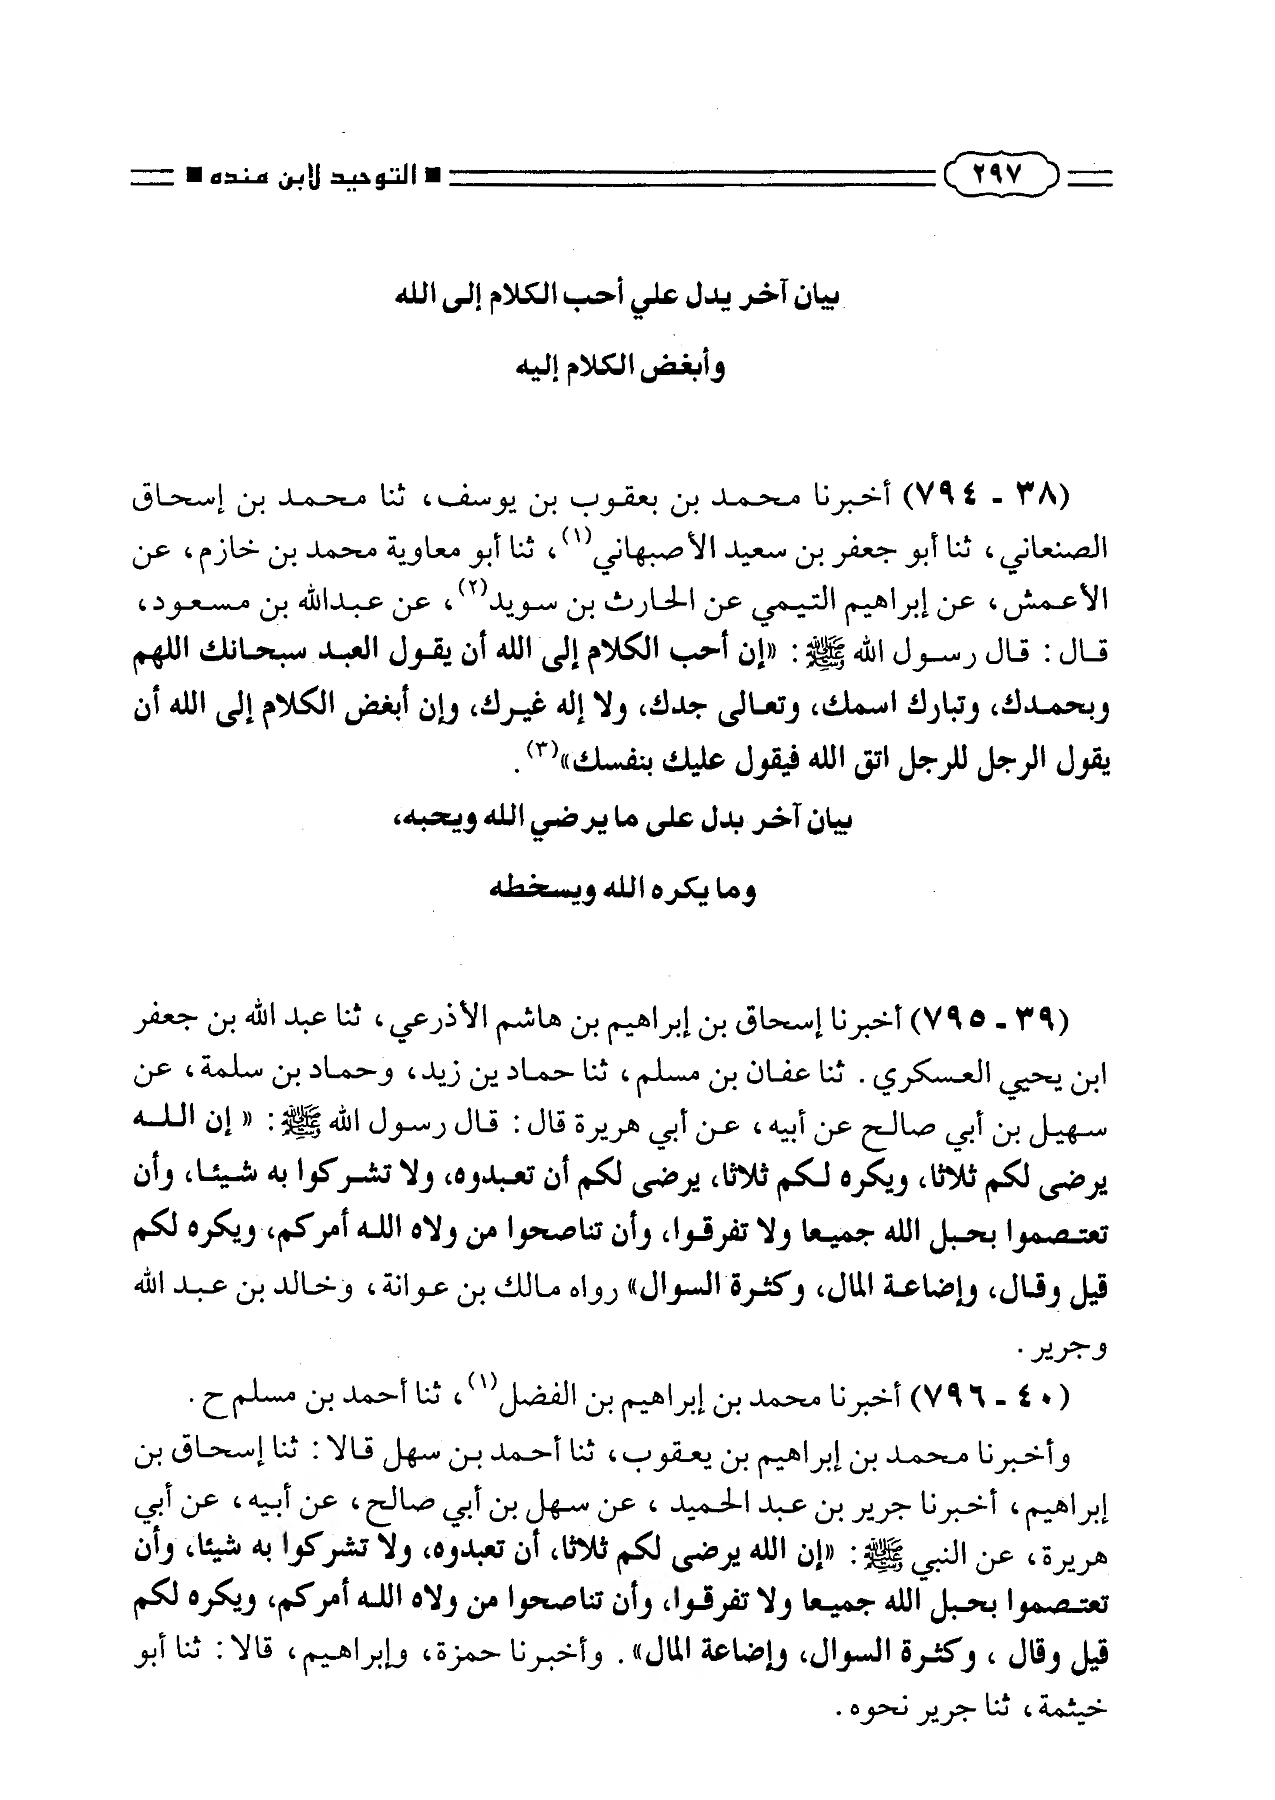 ٢٩٧ ■ التوحيد لابن منده ■
بيان آخر يدل علي أحب الكلام إلى الله
وأبغض الكلام إليه
(٣٨ - ٧٩٤) أخبرنا محمد بن بعقوب بن يوسف، ثنا محمد بن إسحاق
الصنعاني، ثنا أبو جعفر بن سعيد الأصبهاني(١)، ثنا أبو معاوية محمد بن خازم، عن
الأعمش، عن إبراهيم التيمي عن الحارث بن سويد(٢)، عن عبدالله بن مسعود،
قال: قال رسول الله ﷺ: «إن أحب الكلام إلى الله أن يقول العبد سبحانك اللهم
وبحمدك، وتبارك اسمك، وتعالى جدك، ولا إله غيرك، وإن أبغض الكلام إلى الله أن
يقول الرجل للرجل اتق الله فيقول عليك بنفسك»(٣).
بيان آخر بدل على ما يرضي الله ويحبه،
وما يكره الله ويسخطه
(٣٩ - ٧٩٥) أخبرنا إسحاق بن إبراهيم بن هاشم الأذرعي، ثنا عبد الله بن جعفر
ابن يحيي العسكري. ثنا عفان بن مسلم، ثنا حماد ين زيد، وحماد بن سلمة، عن
سهيل بن أبي صالح عن أبيه، عن أبي هريرة قال: قال رسول الله ﷺ: « إن اللـه
يرضى لكم ثلاثا، ويكره لكم ثلاثا، يرضى لكم أن تعبدوه، ولا تشركوا به شيئا، وأن
تعتصموا بحبل الله جميعا ولا تفرقوا، وأن تناصحوا من ولاه اللـه أمركم، ويكره لكم
قيل وقال، وإضاعة المال، وكثرة السوال» رواه مالك بن عوانة، وخالد بن عبد الله
وجرير.
(٤٠ - ٧٩٦) أخبرنا محمد بن إبراهيم بن الفضل(١)، ثنا أحمد بن مسلم ح.
وأخبرنا محمد بن إبراهيم بن يعقوب، ثنا أحمد بن سهل قالا: ثنا إسحاق بن
إبراهيم، أخبرنا جرير بن عبد الحميد ، عن سهل بن أبي صالح، عن أبيه، عن أبي
هريرة، عن النبي ﷺ: «إن الله يرضى لكم ثلاثا، أن تعبدوه، ولا تشركوا به شيئا، وأن
تعتصموا بحبل الله جميعا ولا تفرقوا، وأن تناصحوا من ولاه اللـه أمركم، ويكره لكم
قيل وقال ، وكثرة السوال، وإضاعة المال». وأخبرنا حمزة، وإبراهيم، قالا: ثنا أبو
خيثمة، ثنا جرير نحوه.